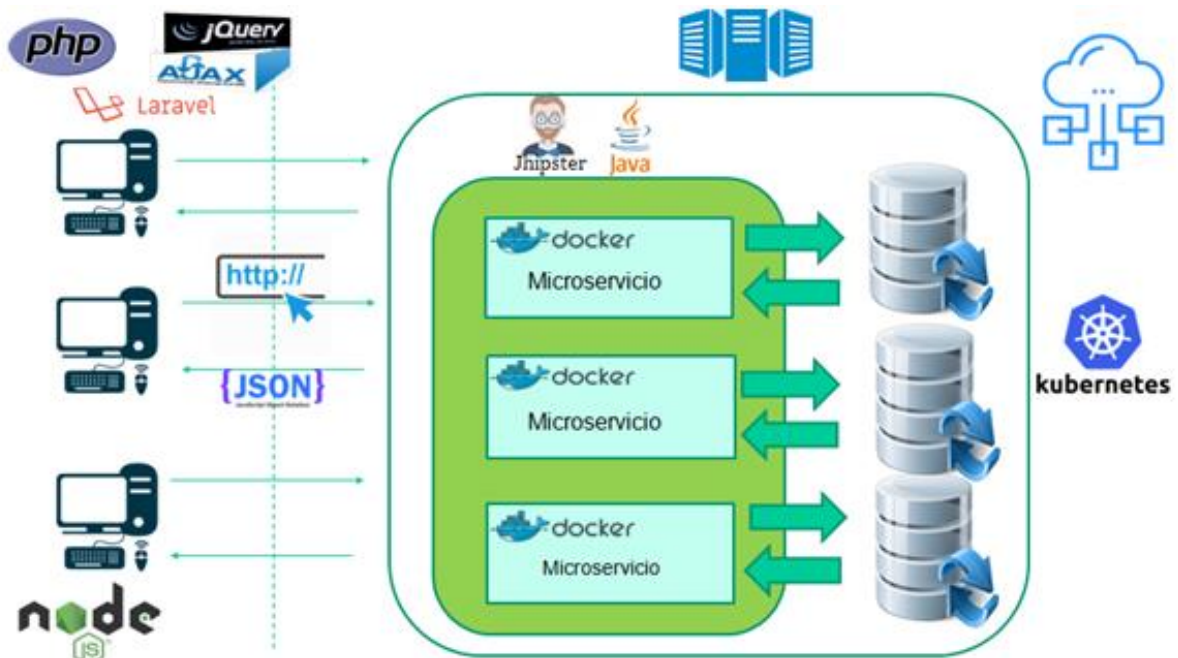 php
jQuery
AJAX
Laravel
Jhipster
Java
docker
Microservicio
http://
docker
Microservicio
{JSON}
kubernetes
docker
Microservicio
node
JS